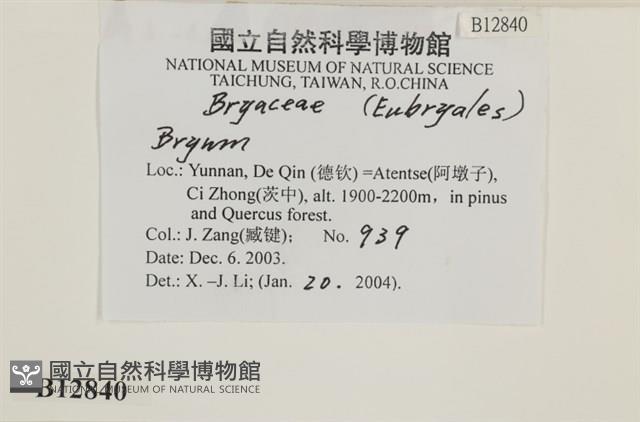 B12840
國立自然科學博物館
NATIONAL MUSEUM OF NATURAL SCIENCE
TAICHUNG, TAIWAN, R.O.CHINA
Bryaceae (Eubryales)
Bryum
Loc.: Yunnan, De Qin (德钦) =Atentse(阿墩子),
Ci Zhong(茨中), alt. 1900-2200m, in pinus
and Quercus forest.
Col.: J. Zang(臧键); No. 939
Date: Dec. 6. 2003.
Det.: X. –J. Li; (Jan. 20. 2004).
國立自然科學博物館
NATIONAL MUSEUM OF NATURAL SCIENCE
B12840